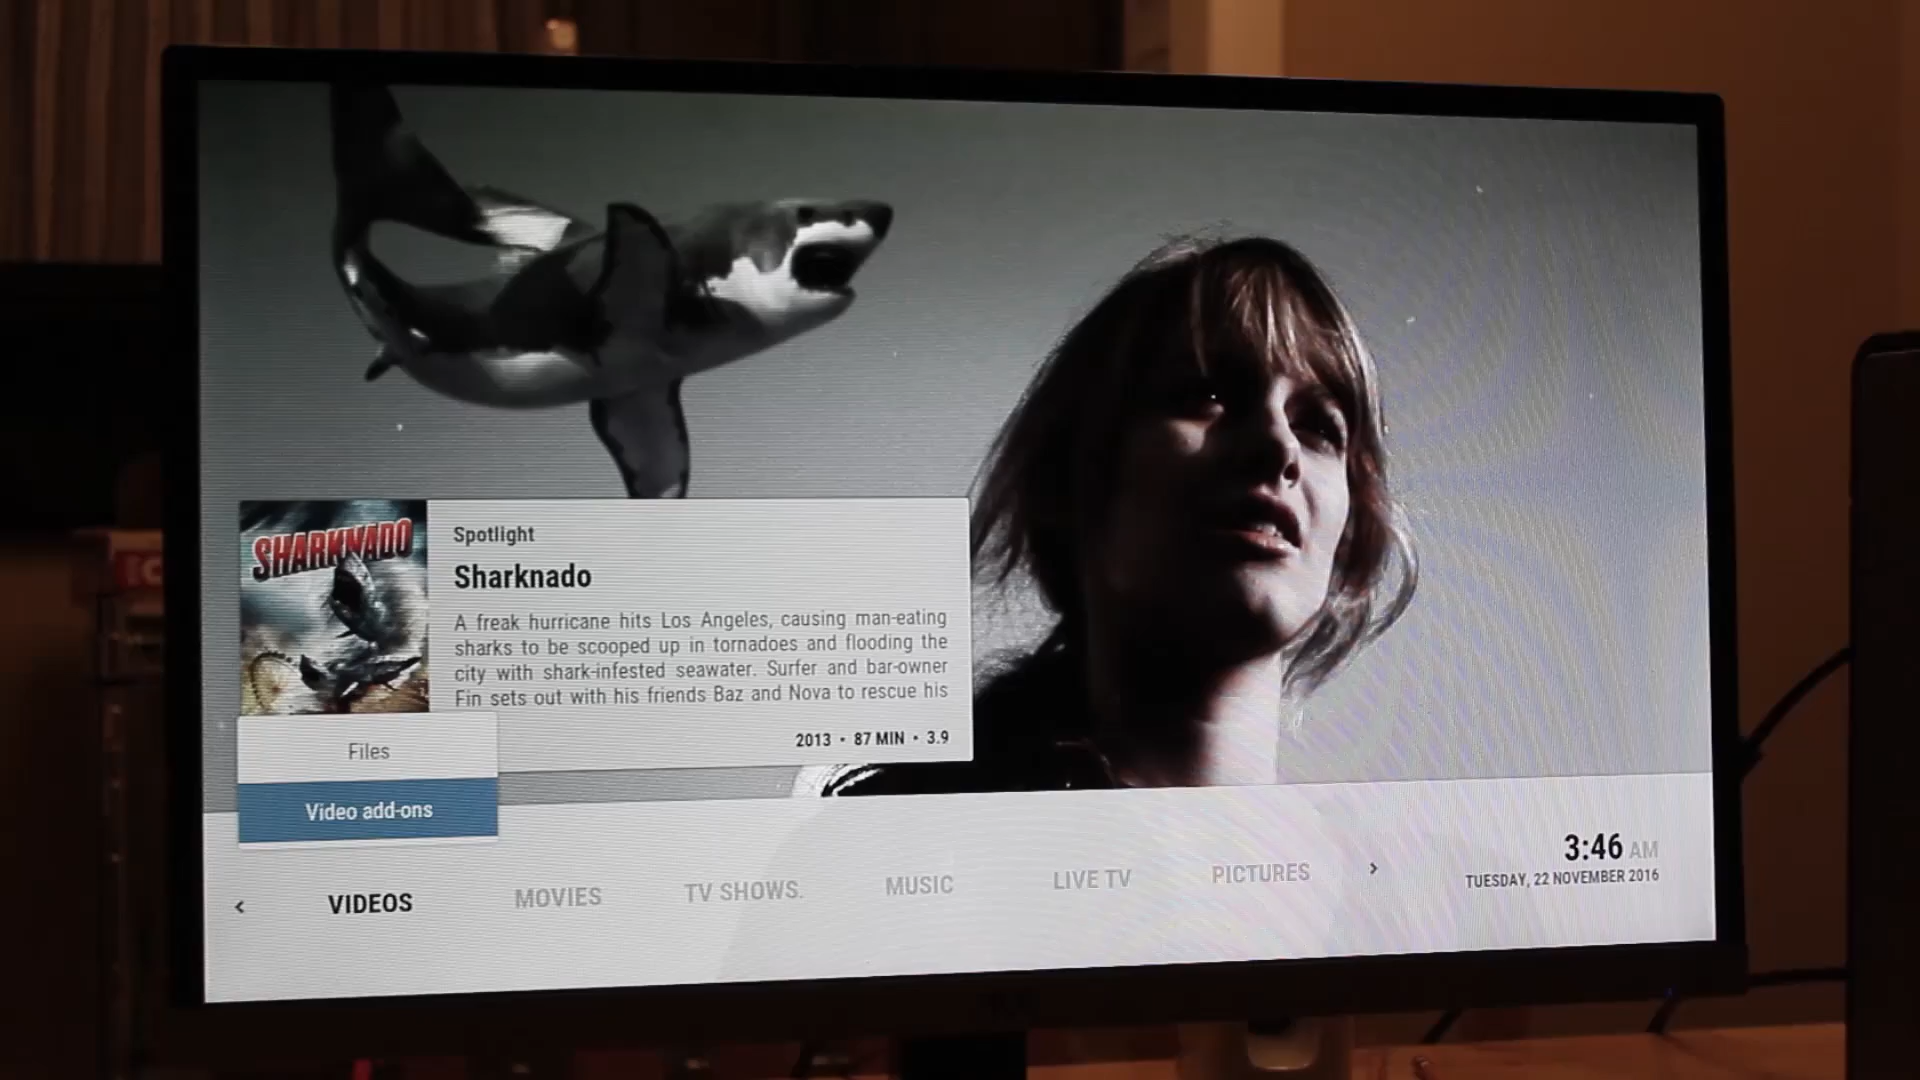 SHARKNADO
Spotlight
Sharknado
A freak hurricane hits Los Angeles, causing man-eating
sharks to be scooped up in tornadoes and flooding the
city with shark-infested seawater. Surfer and bar-owner
Fin sets out with his friends Baz and Nova to rescue his
2013 • 87 MIN • 3.9
Files
Video add-ons
3:46 AM
TUESDAY, 22 NOVEMBER 2016
‹ VIDEOS MOVIES TV SHOWS. MUSIC LIVE TV PICTURES ›